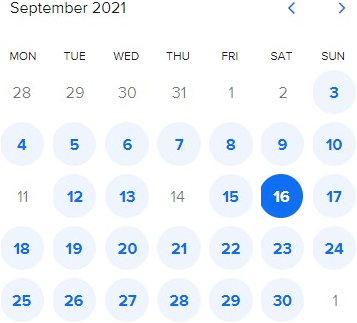 September 2021
MON TUE WED THU FRI SAT SUN
28 29 30 31 1 2 3
4 5 6 7 8 9 10
11 12 13 14 15 16 17
18 19 20 21 22 23 24
25 26 27 28 29 30 1